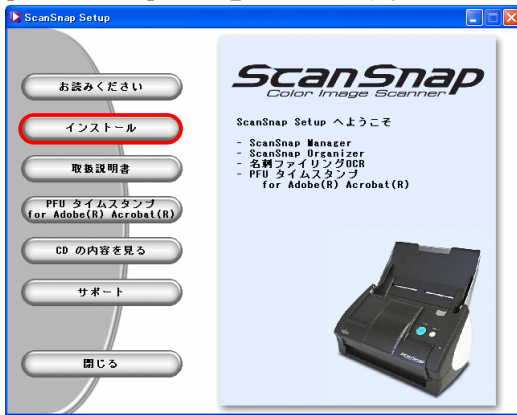 ScanSnap Setup
お読みください
インストール
取扱説明書
PFU タイムスタンプ
for Adobe(R) Acrobat(R)
CD の内容を見る
サポート
閉じる
ScanSnap
Color Image Scanner
ScanSnap Setup へようこそ
- ScanSnap Manager
- ScanSnap Organizer
- 名刺ファイリングOCR
- PFU タイムスタンプ
for Adobe(R) Acrobat(R)
ScanSnap